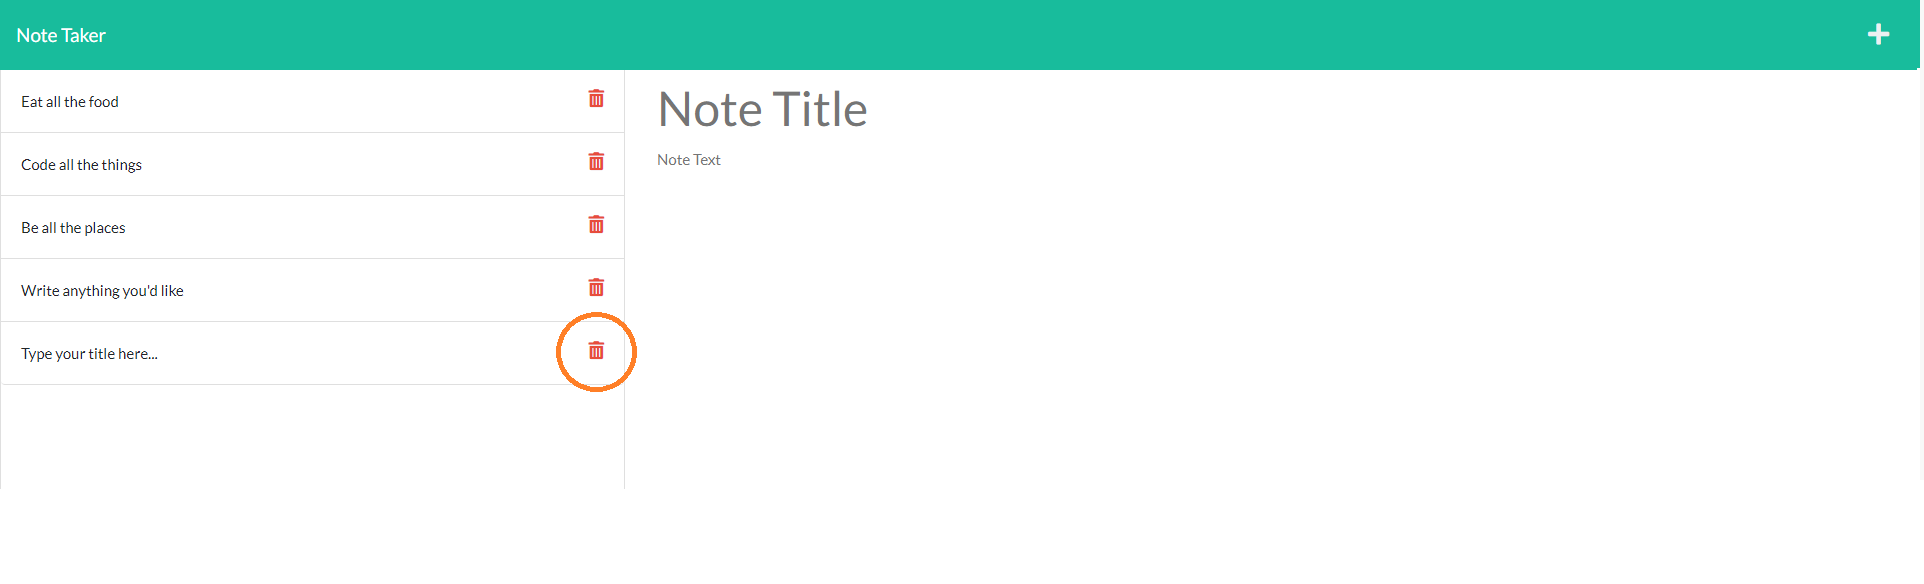 Note Taker
Eat all the food
Code all the things
Be all the places
Write anything you'd like
Type your title here...
Note Title
Note Text